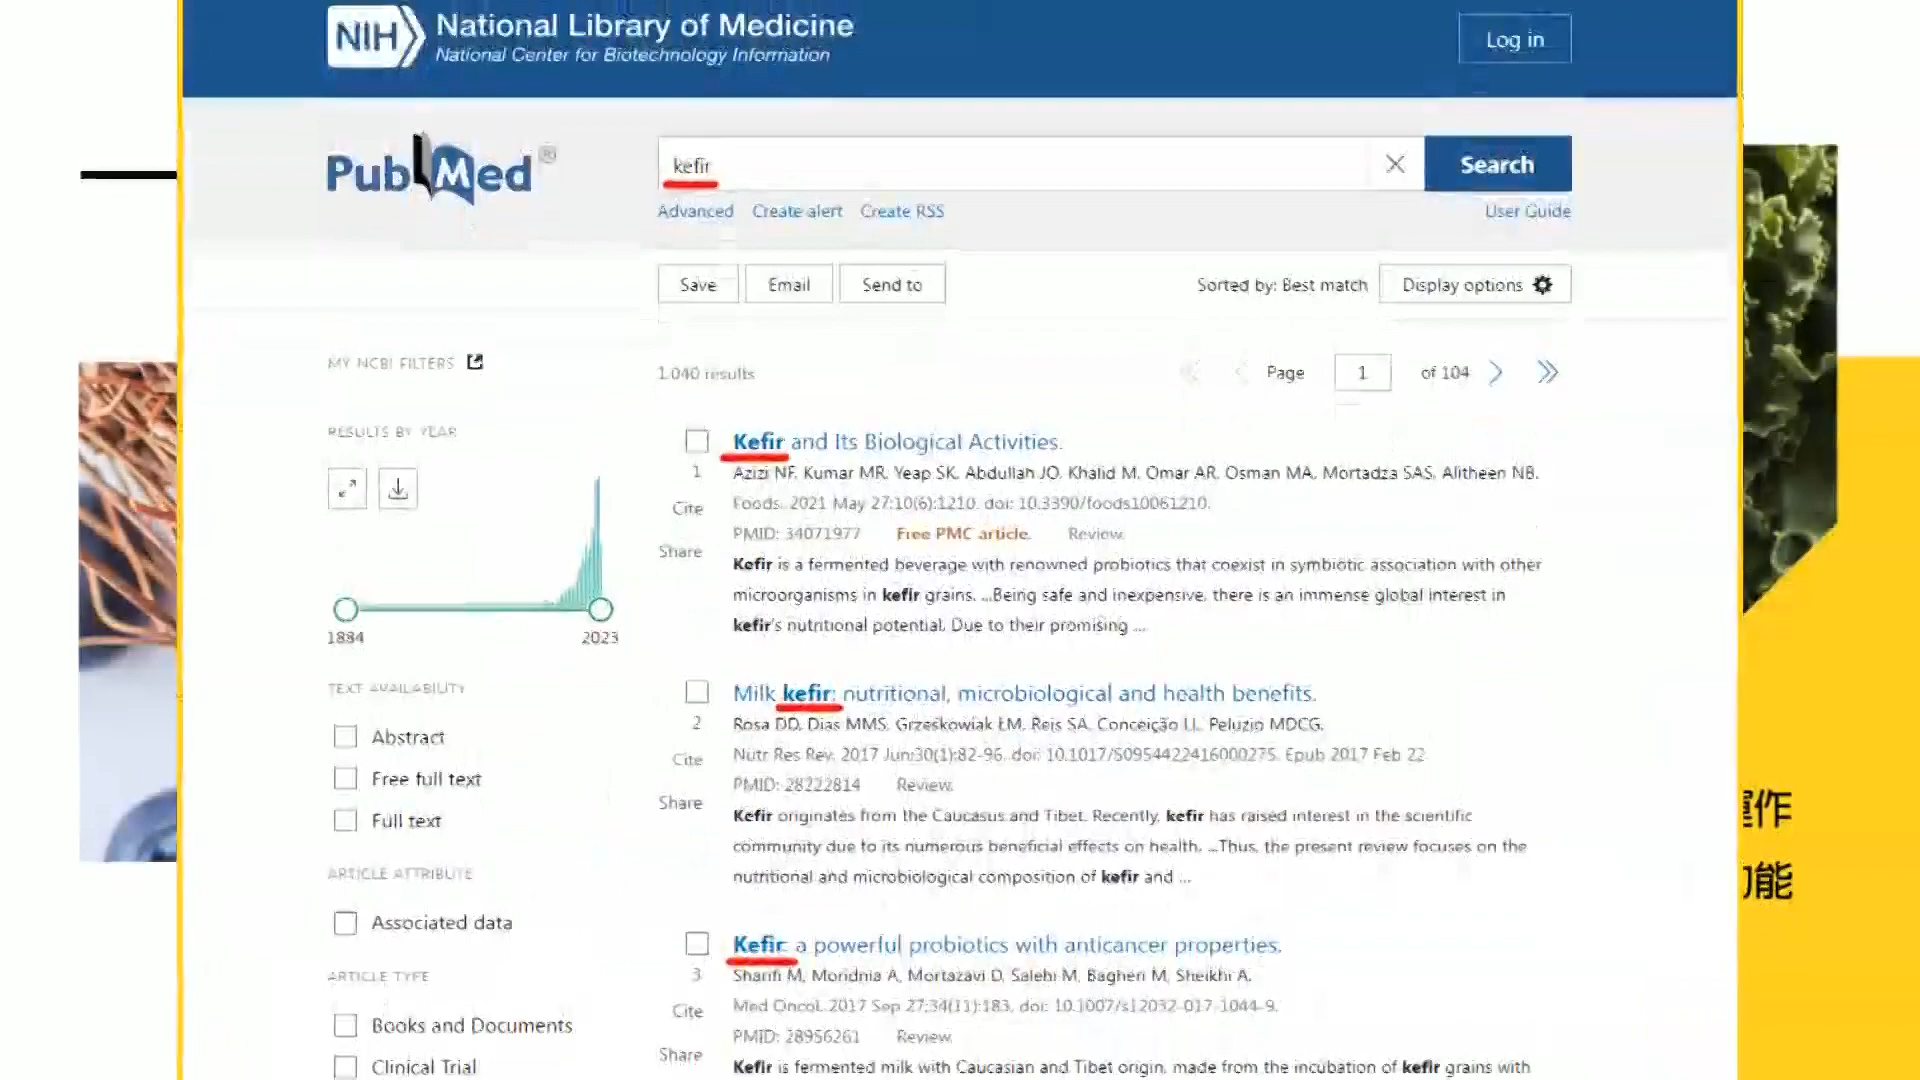 NIH National Library of Medicine
National Center for Biotechnology Information
Log in
PubMed®
kefir
Search
Advanced Create alert Create RSS
User Guide
Save Email Send to
Sorted by: Best match
Display options
MY NCBI FILTERS
1,040 results
Page 1 of 104
RESULTS BY YEAR
1884 2023
TEXT AVAILABILITY
Abstract
Free full text
Full text
ARTICLE ATTRIBUTE
Associated data
ARTICLE TYPE
Books and Documents
Clinical Trial
Kefir and Its Biological Activities.
1
Azizi NF, Kumar MR, Yeap SK, Abdullah JO, Khalid M, Omar AR, Osman MA, Mortadza SAS, Alitheen NB.
Cite
Foods. 2021 May 27;10(6):1210. doi: 10.3390/foods10061210.
PMID: 34071977 Free PMC article. Review.
Share
Kefir is a fermented beverage with renowned probiotics that coexist in symbiotic association with other
microorganisms in kefir grains. ...Being safe and inexpensive, there is an immense global interest in
kefir's nutritional potential. Due to their promising ...
Milk kefir: nutritional, microbiological and health benefits.
2
Rosa DD, Dias MMS, Grześkowiak ŁM, Reis SA, Conceição LL, Peluzio MDCG.
Cite
Nutr Res Rev. 2017 Jun;30(1):82-96. doi: 10.1017/S0954422416000275. Epub 2017 Feb 22
PMID: 28222814 Review.
Share
Kefir originates from the Caucasus and Tibet. Recently, kefir has raised interest in the scientific
community due to its numerous beneficial effects on health. ...Thus, the present review focuses on the
nutritional and microbiological composition of kefir and ...
Kefir: a powerful probiotics with anticancer properties.
3
Sharifi M, Moridnia A, Mortazavi D, Salehi M, Bagheri M, Sheikhi A.
Cite
Med Oncol. 2017 Sep 27;34(11):183. doi: 10.1007/s12032-017-1044-9.
PMID: 28956261 Review.
Share
Kefir is fermented milk with Caucasian and Tibet origin, made from the incubation of kefir grains with
作
能